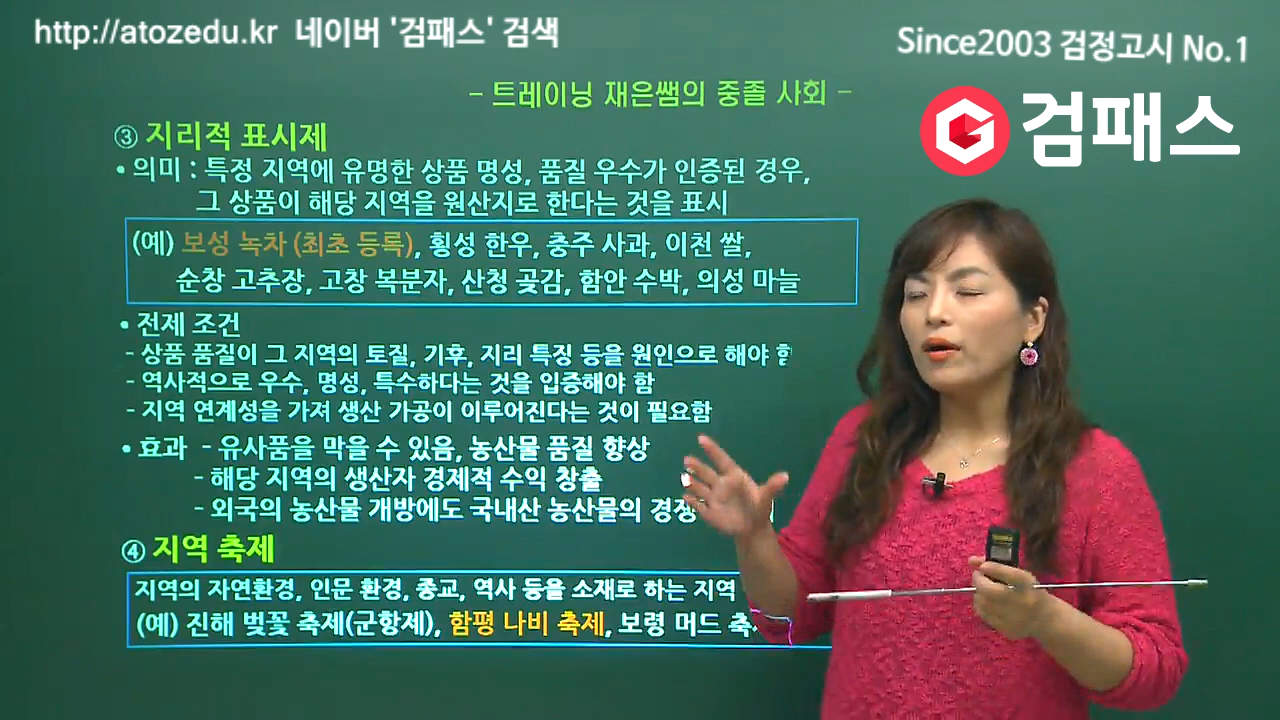 http://atozedu.kr 네이버 '검패스' 검색
Since2003 검정고시 No.1
검패스
- 트레이닝 재은쌤의 중졸 사회 -
③ 지리적 표시제
• 의미 : 특정 지역에 유명한 상품 명성, 품질 우수가 인증된 경우,
그 상품이 해당 지역을 원산지로 한다는 것을 표시
(예) 보성 녹차 (최초 등록), 횡성 한우, 충주 사과, 이천 쌀,
순창 고추장, 고창 복분자, 산청 곶감, 함안 수박, 의성 마늘
• 전제 조건
- 상품 품질이 그 지역의 토질, 기후, 지리 특징 등을 원인으로 해야
- 역사적으로 우수, 명성, 특수하다는 것을 입증해야 함
- 지역 연계성을 가져 생산 가공이 이루어진다는 것이 필요함
• 효과 - 유사품을 막을 수 있음, 농산물 품질 향상
- 해당 지역의 생산자 경제적 수익 창출
- 외국의 농산물 개방에도 국내산 농산물의
④ 지역 축제
지역의 자연환경, 인문 환경, 종교, 역사 등을 소재로 하는 지역
(예) 진해 벚꽃 축제(군항제), 함평 나비 축제, 보령 머드